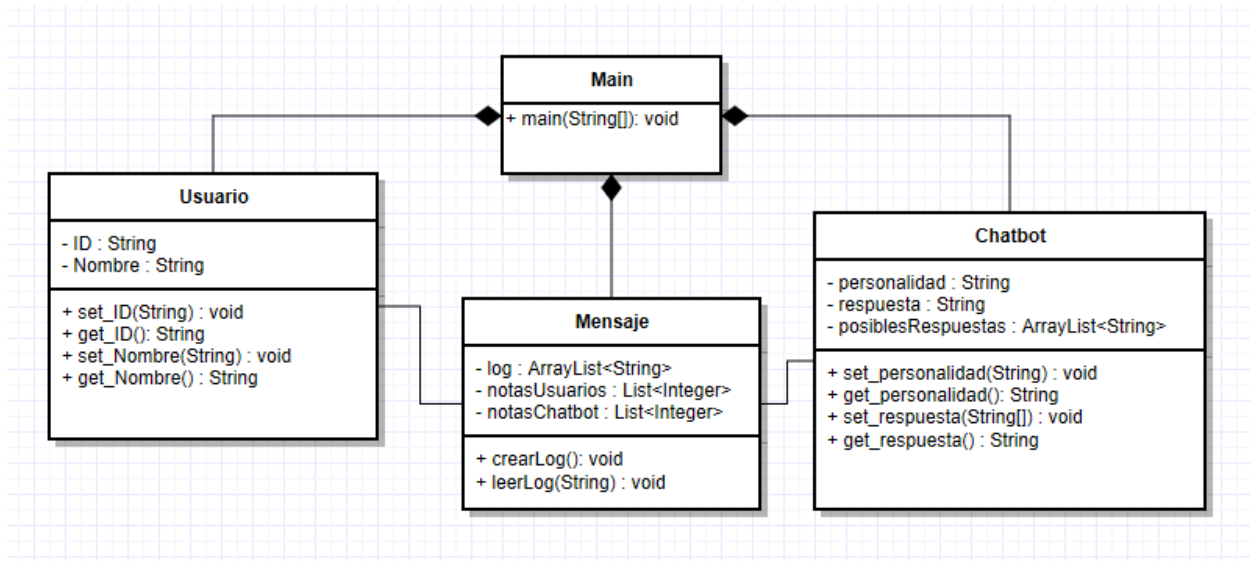 Main
+ main(String[]): void
Usuario
- ID : String
- Nombre : String
+ set_ID(String) : void
+ get_ID(): String
+ set_Nombre(String) : void
+ get_Nombre() : String
Mensaje
- log : ArrayList<String>
- notasUsuarios : List<Integer>
- notasChatbot : List<Integer>
+ crearLog(): void
+ leerLog(String) : void
Chatbot
- personalidad : String
- respuesta : String
- posiblesRespuestas : ArrayList<String>
+ set_personalidad(String) : void
+ get_personalidad(): String
+ set_respuesta(String[]) : void
+ get_respuesta() : String